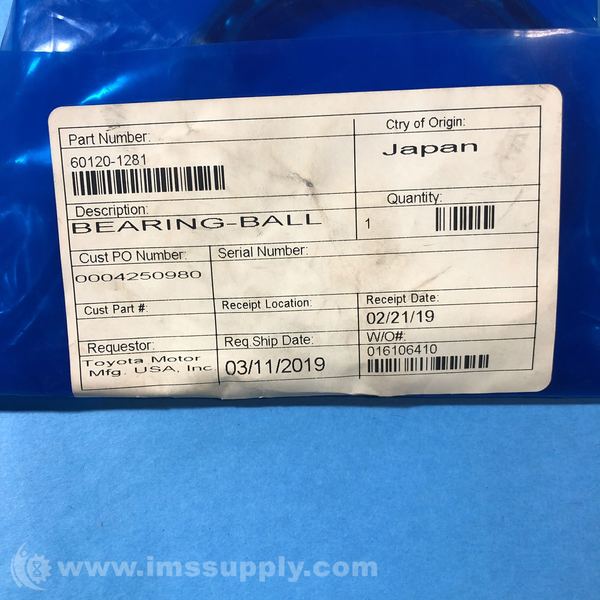 Part Number:
60120-1281
Ctry of Origin:
Japan
Description:
BEARING-BALL
Quantity:
1
Cust PO Number:
0004250980
Serial Number:
Cust Part #:
Receipt Location:
Receipt Date:
02/21/19
Requestor:
Toyota Motor
Mfg. USA, Inc
Req.Ship Date:
03/11/2019
W/O#:
016106410
www.imssupply.com/